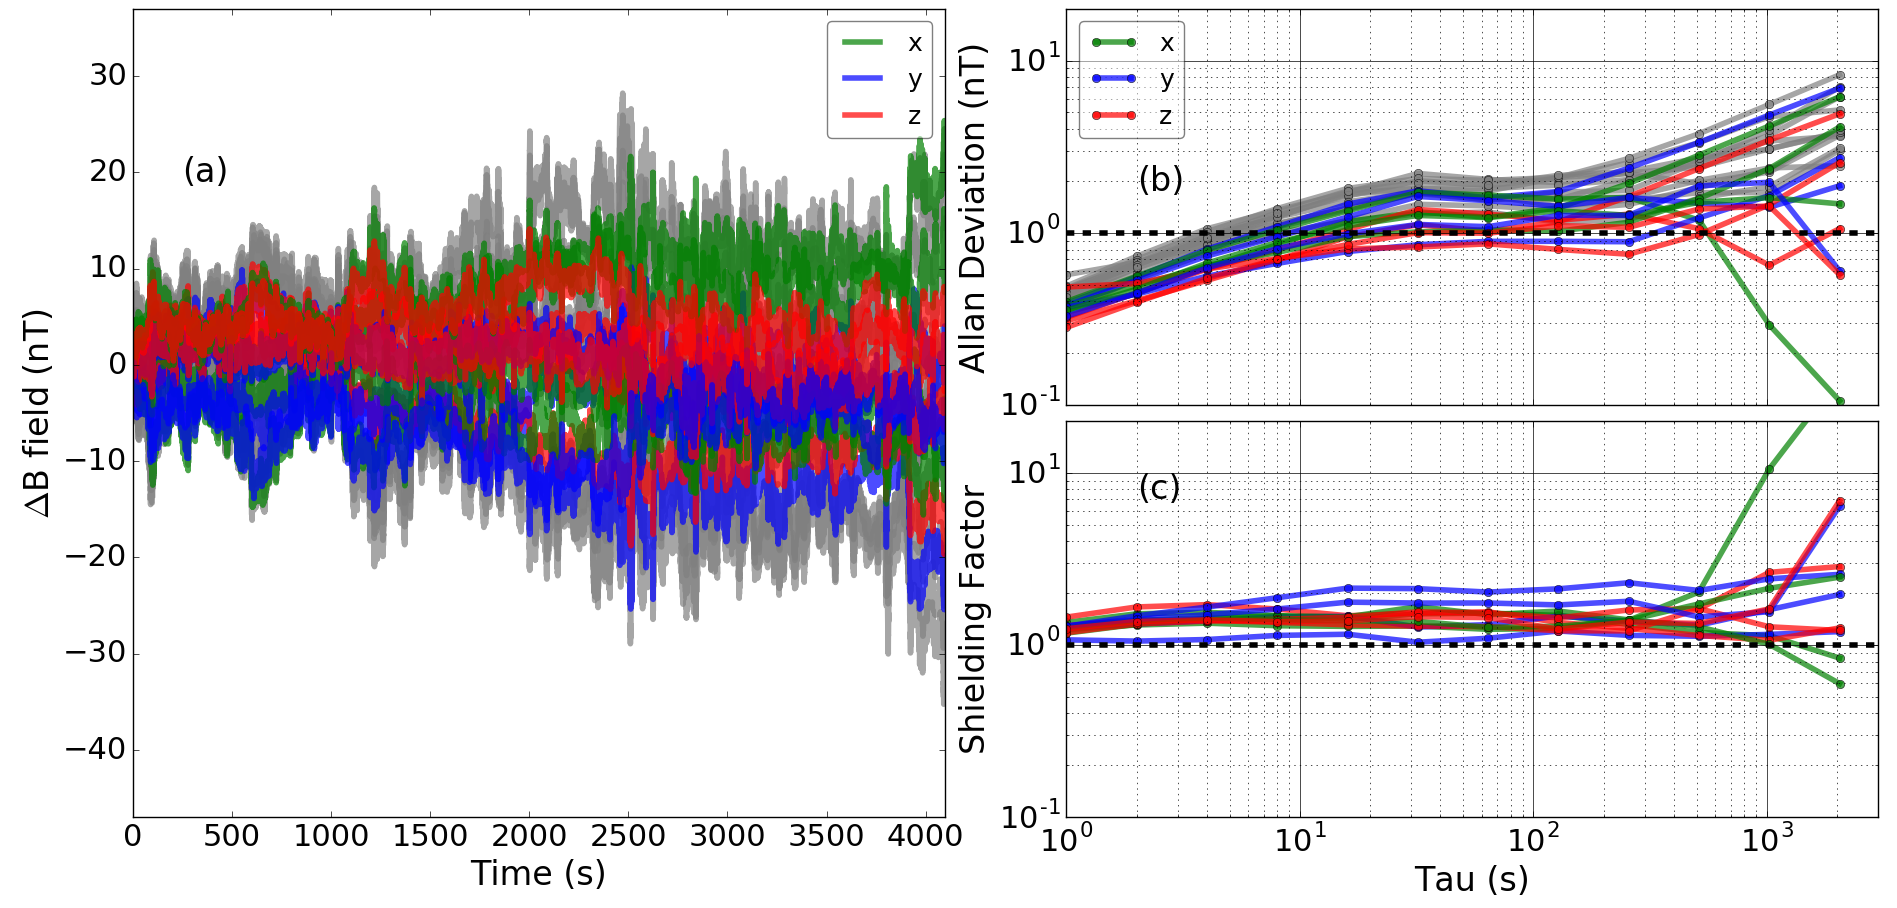 (a)
x
y
z
30
20
10
0
−10
−20
−30
−40
ΔB field (nT)
0 500 1000 1500 2000 2500 3000 3500 4000
Time (s)
(b)
x
y
z
10¹
10⁰
10⁻¹
Allan Deviation (nT)
(c)
10¹
10⁰
10⁻¹
Shielding Factor
10⁰ 10¹ 10² 10³
Tau (s)